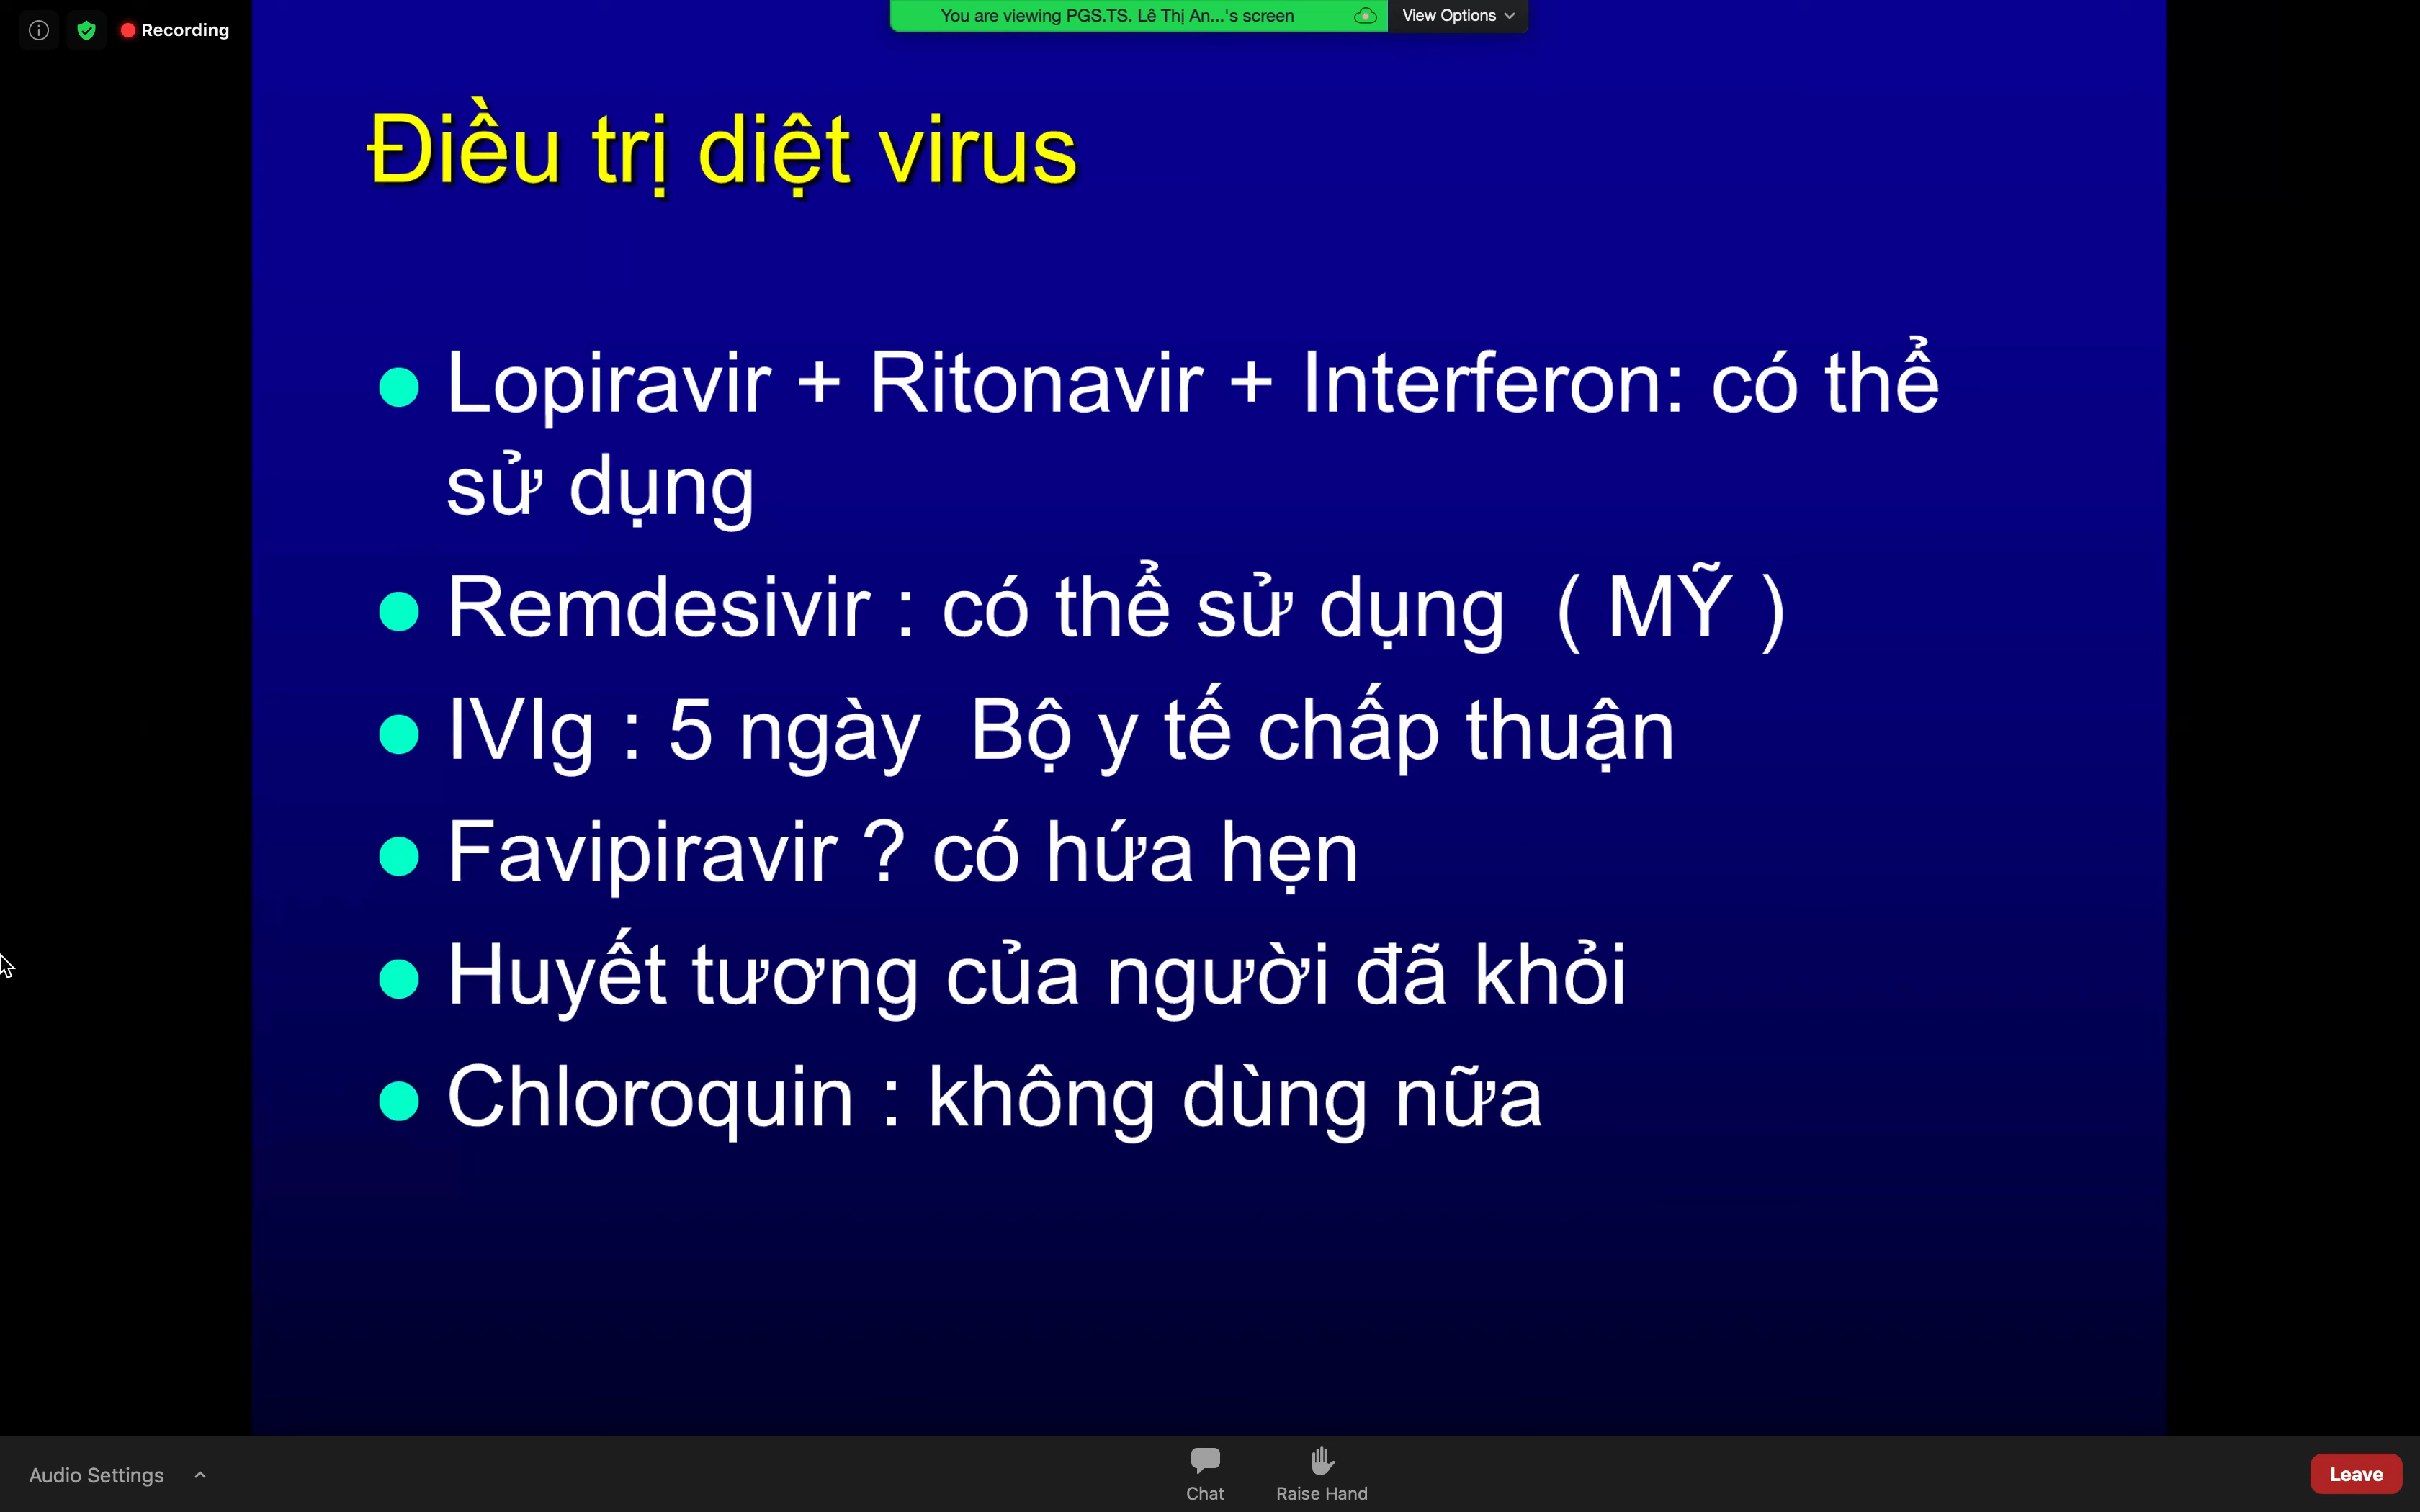 Recording
You are viewing PGS.TS. Lê Thị An...'s screen
View Options
Điều trị diệt virus
Lopiravir + Ritonavir + Interferon: có thể
sử dụng
Remdesivir : có thể sử dụng ( MỸ )
IVIg : 5 ngày Bộ y tế chấp thuận
Favipiravir ? có hứa hẹn
Huyết tương của người đã khỏi
Chloroquin : không dùng nữa
Audio Settings
Chat
Raise Hand
Leave